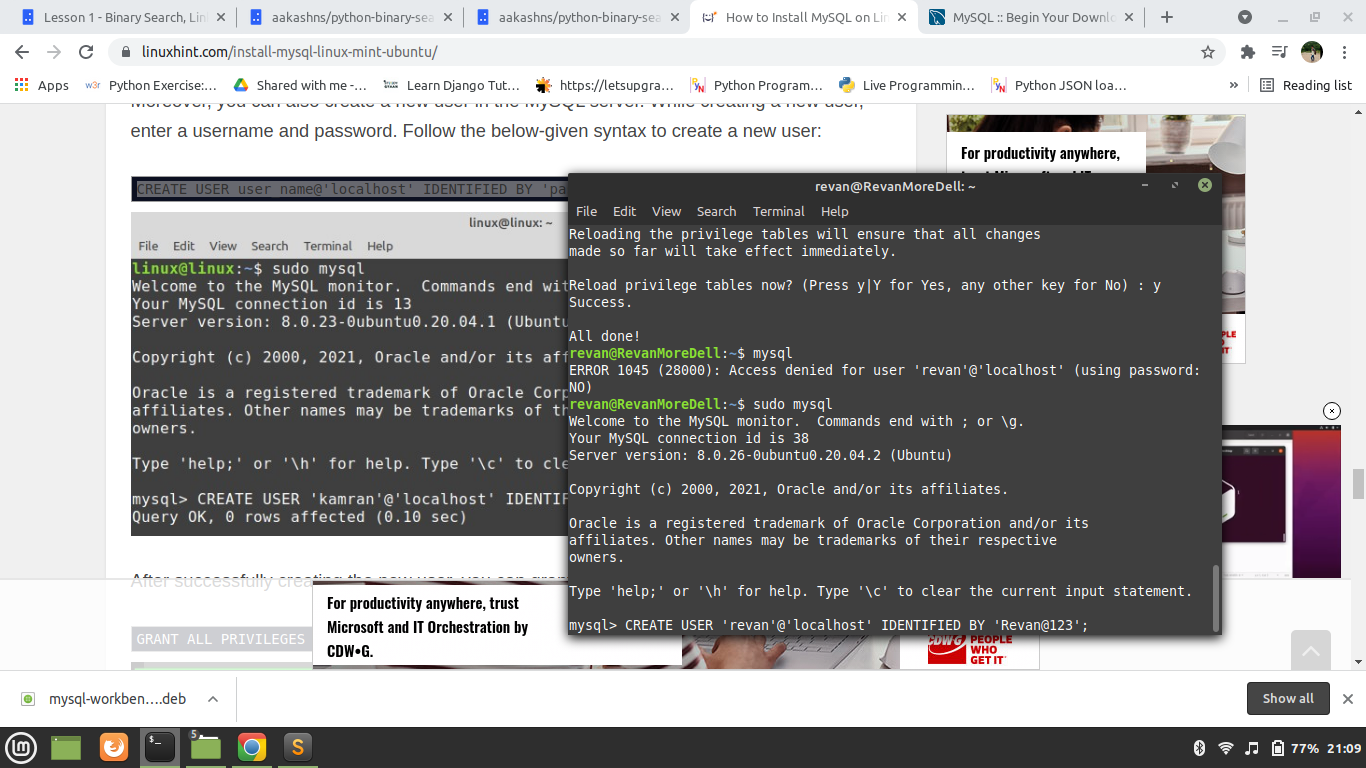 Lesson 1 - Binary Search, Lin
aakashns/python-binary-sea
aakashns/python-binary-sea
How to Install MySQL on Lin
MySQL :: Begin Your Downlo
linuxhint.com/install-mysql-linux-mint-ubuntu/
Apps
w3r
Python Exercise:…
Shared with me -…
Learn Django Tut…
https://letsupgra…
Python Program…
Live Programmin…
Python JSON loa…
»
Reading list
Moreover, you can also create a new user in the MySQL server. While creating a new user,
enter a username and password. Follow the below-given syntax to create a new user:
CREATE USER user_name@'localhost' IDENTIFIED BY 'pa
linux@linux: ~
File Edit View Search Terminal Help
linux@linux:~$ sudo mysql
Welcome to the MySQL monitor.  Commands end wit
Your MySQL connection id is 13
Server version: 8.0.23-0ubuntu0.20.04.1 (Ubuntu
Copyright (c) 2000, 2021, Oracle and/or its aff
Oracle is a registered trademark of Oracle Corp
affiliates. Other names may be trademarks of th
owners.
Type 'help;' or '\h' for help. Type '\c' to cle
mysql> CREATE USER 'kamran'@'localhost' IDENTIF
Query OK, 0 rows affected (0.10 sec)
After successfully creating the new user, you can gran
GRANT ALL PRIVILEGES
For productivity anywhere,
revan@RevanMoreDell: ~
File Edit View Search Terminal Help
Reloading the privilege tables will ensure that all changes
made so far will take effect immediately.
Reload privilege tables now? (Press y|Y for Yes, any other key for No) : y
Success.
All done!
revan@RevanMoreDell:~$ mysql
ERROR 1045 (28000): Access denied for user 'revan'@'localhost' (using password:
NO)
revan@RevanMoreDell:~$ sudo mysql
Welcome to the MySQL monitor.  Commands end with ; or \g.
Your MySQL connection id is 38
Server version: 8.0.26-0ubuntu0.20.04.2 (Ubuntu)
Copyright (c) 2000, 2021, Oracle and/or its affiliates.
Oracle is a registered trademark of Oracle Corporation and/or its
affiliates. Other names may be trademarks of their respective
owners.
Type 'help;' or '\h' for help. Type '\c' to clear the current input statement.
mysql> CREATE USER 'revan'@'localhost' IDENTIFIED BY 'Revan@123';
PLE
O
IT
For productivity anywhere, trust
Microsoft and IT Orchestration by
CDW•G.
CDWG
PEOPLE
WHO
GET IT
mysql-workben….deb
Show all
5
77%
21:09